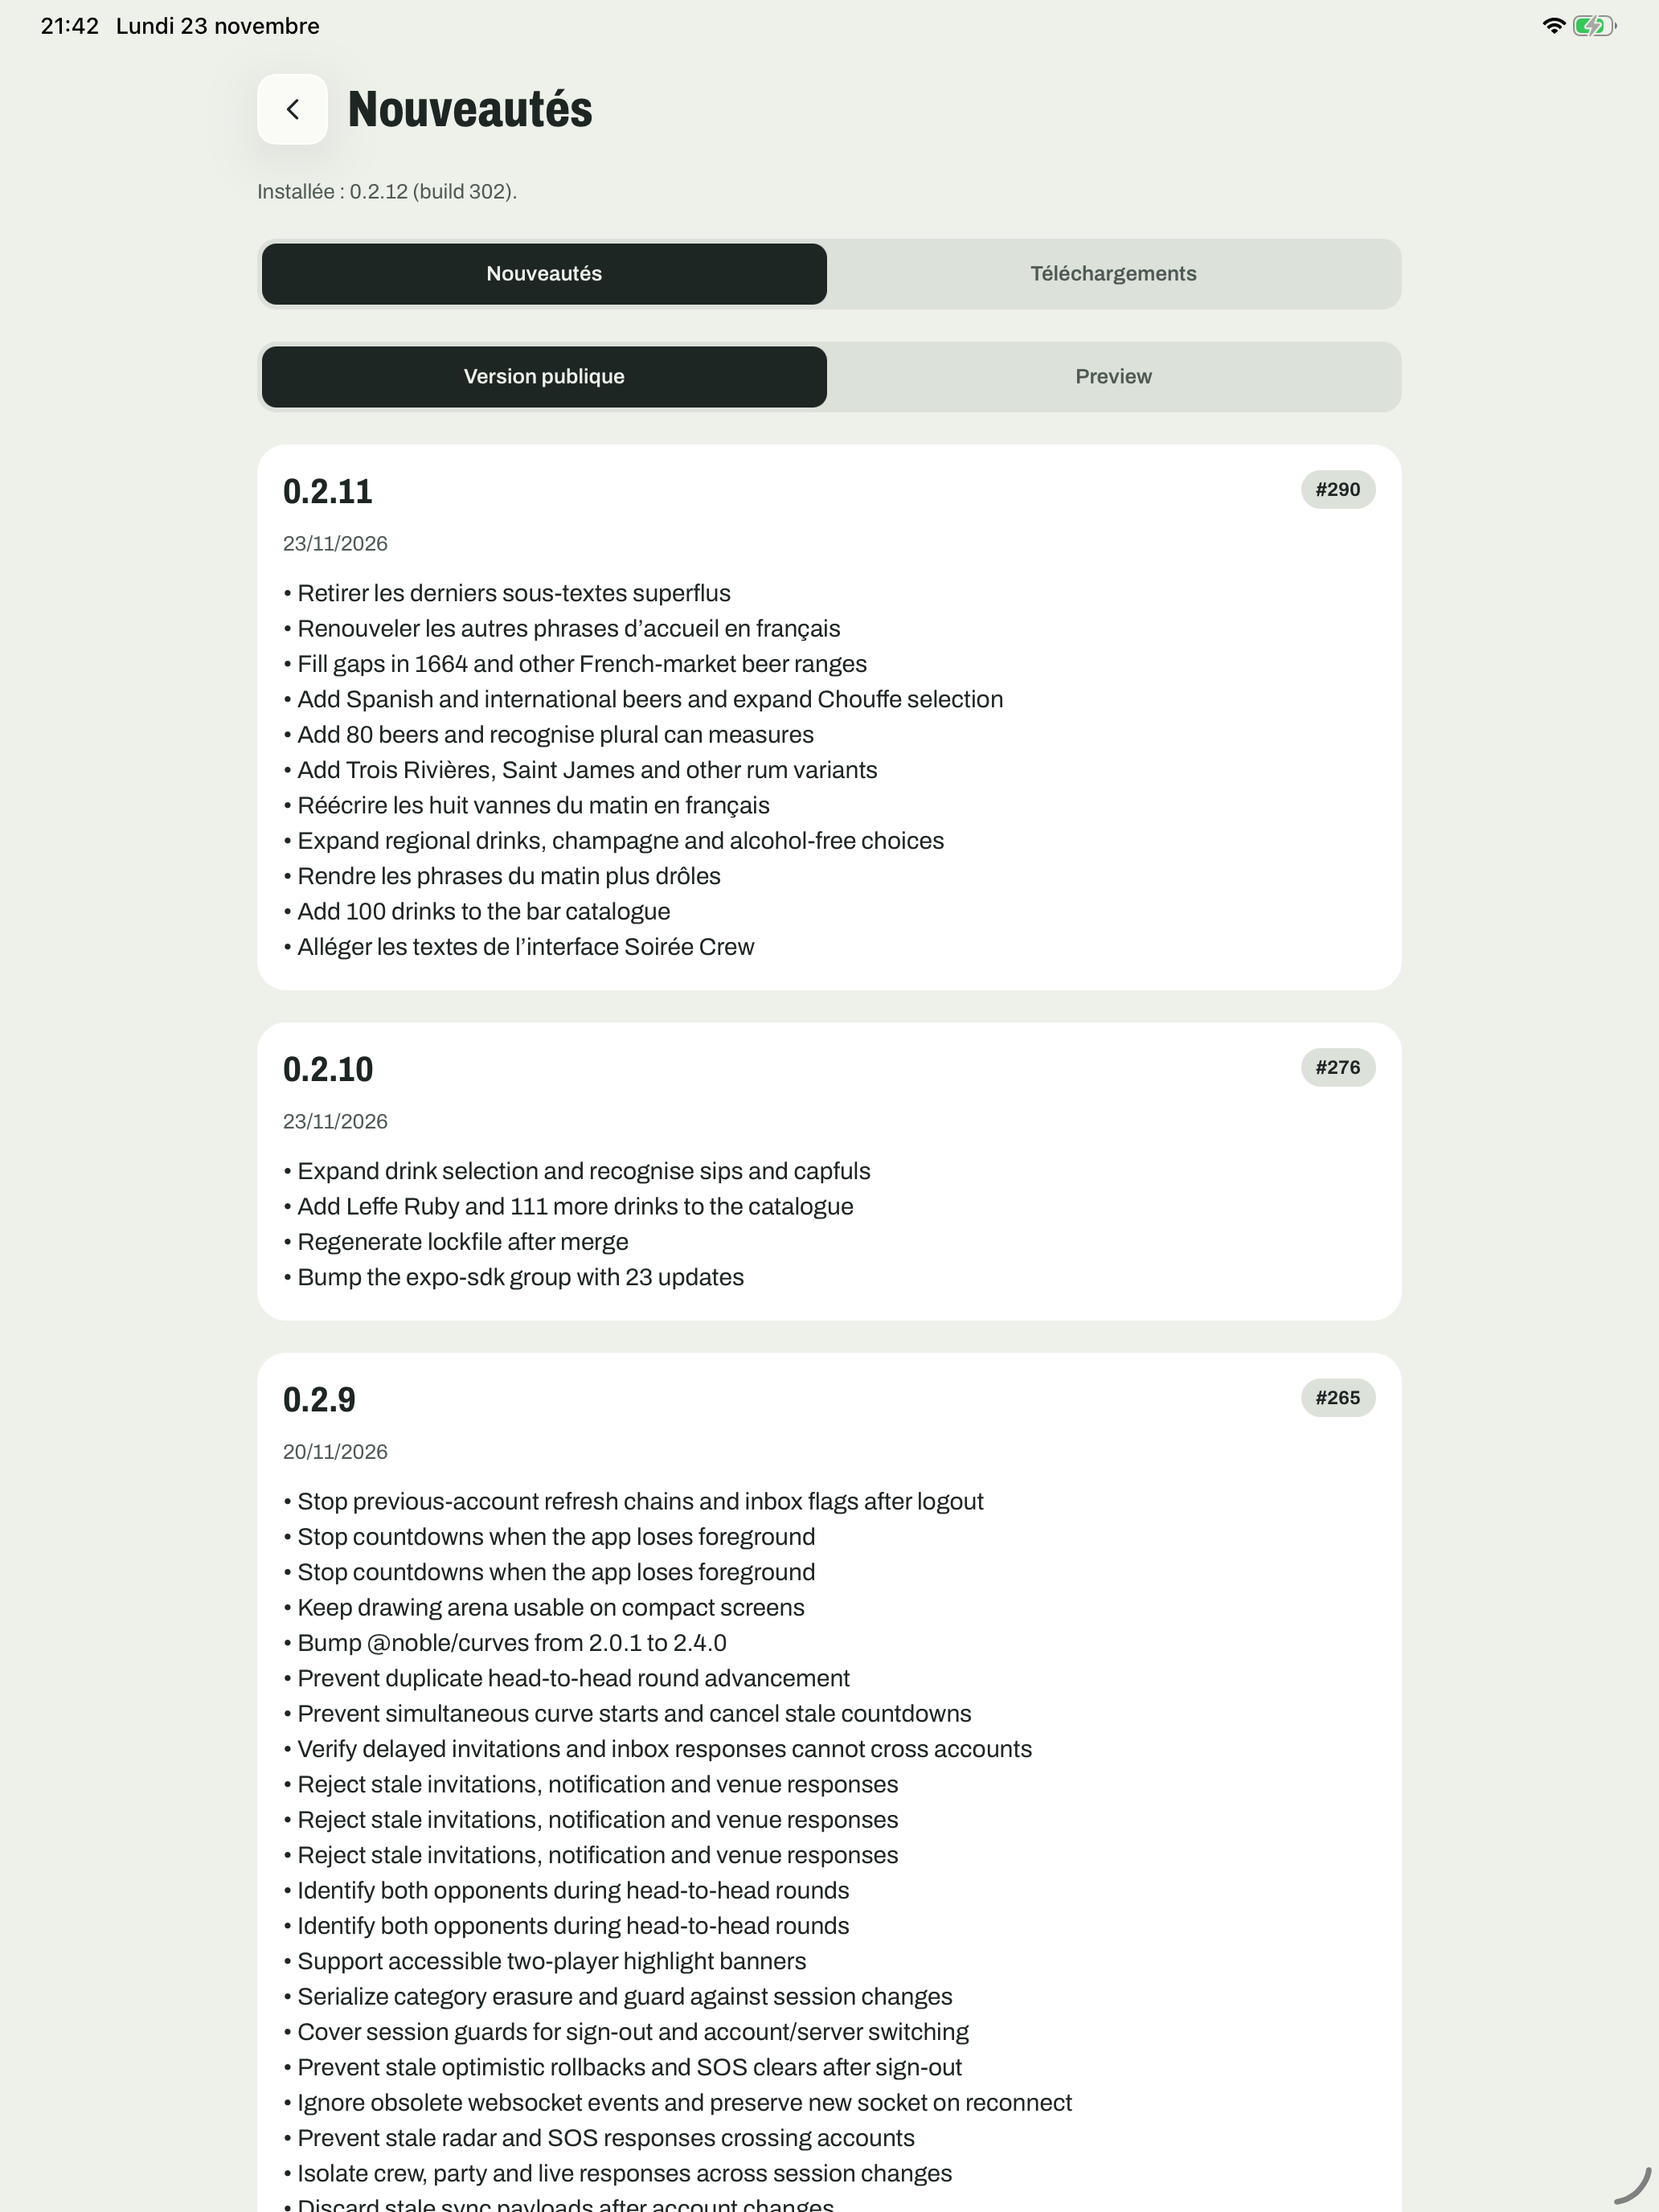 21:42 Lundi 23 novembre
Nouveautés
Installée : 0.2.12 (build 302).
Nouveautés
Téléchargements
Version publique
Preview
0.2.11
#290
23/11/2026
• Retirer les derniers sous-textes superflus
• Renouveler les autres phrases d’accueil en français
• Fill gaps in 1664 and other French-market beer ranges
• Add Spanish and international beers and expand Chouffe selection
• Add 80 beers and recognise plural can measures
• Add Trois Rivières, Saint James and other rum variants
• Réécrire les huit vannes du matin en français
• Expand regional drinks, champagne and alcohol-free choices
• Rendre les phrases du matin plus drôles
• Add 100 drinks to the bar catalogue
• Alléger les textes de l’interface Soirée Crew
0.2.10
#276
23/11/2026
• Expand drink selection and recognise sips and capfuls
• Add Leffe Ruby and 111 more drinks to the catalogue
• Regenerate lockfile after merge
• Bump the expo-sdk group with 23 updates
0.2.9
#265
20/11/2026
• Stop previous-account refresh chains and inbox flags after logout
• Stop countdowns when the app loses foreground
• Stop countdowns when the app loses foreground
• Keep drawing arena usable on compact screens
• Bump @noble/curves from 2.0.1 to 2.4.0
• Prevent duplicate head-to-head round advancement
• Prevent simultaneous curve starts and cancel stale countdowns
• Verify delayed invitations and inbox responses cannot cross accounts
• Reject stale invitations, notification and venue responses
• Reject stale invitations, notification and venue responses
• Reject stale invitations, notification and venue responses
• Identify both opponents during head-to-head rounds
• Identify both opponents during head-to-head rounds
• Support accessible two-player highlight banners
• Serialize category erasure and guard against session changes
• Cover session guards for sign-out and account/server switching
• Prevent stale optimistic rollbacks and SOS clears after sign-out
• Ignore obsolete websocket events and preserve new socket on reconnect
• Prevent stale radar and SOS responses crossing accounts
• Isolate crew, party and live responses across session changes
• Discard stale sync payloads after account changes